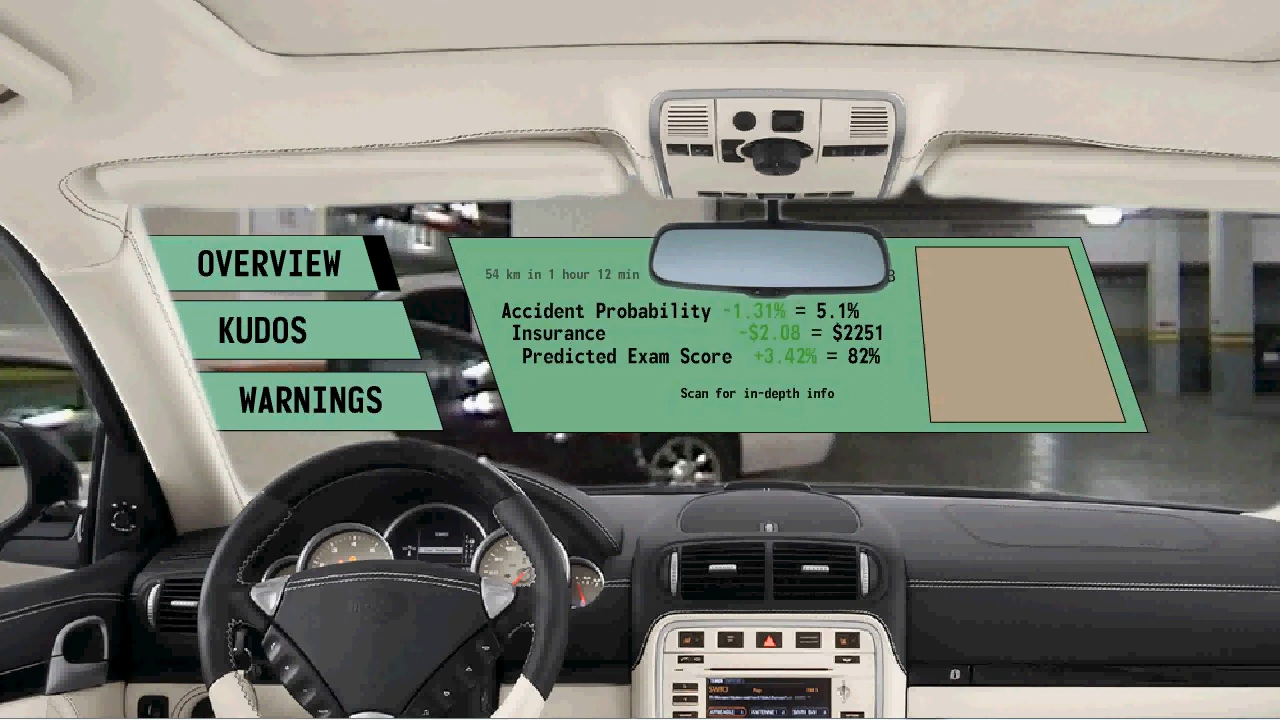 OVERVIEW
KUDOS
WARNINGS
54 km in 1 hour 12 min
Accident Probability -1.31% = 5.1%
Insurance -$2.08 = $2251
Predicted Exam Score +3.42% = 82%
Scan for in-depth info